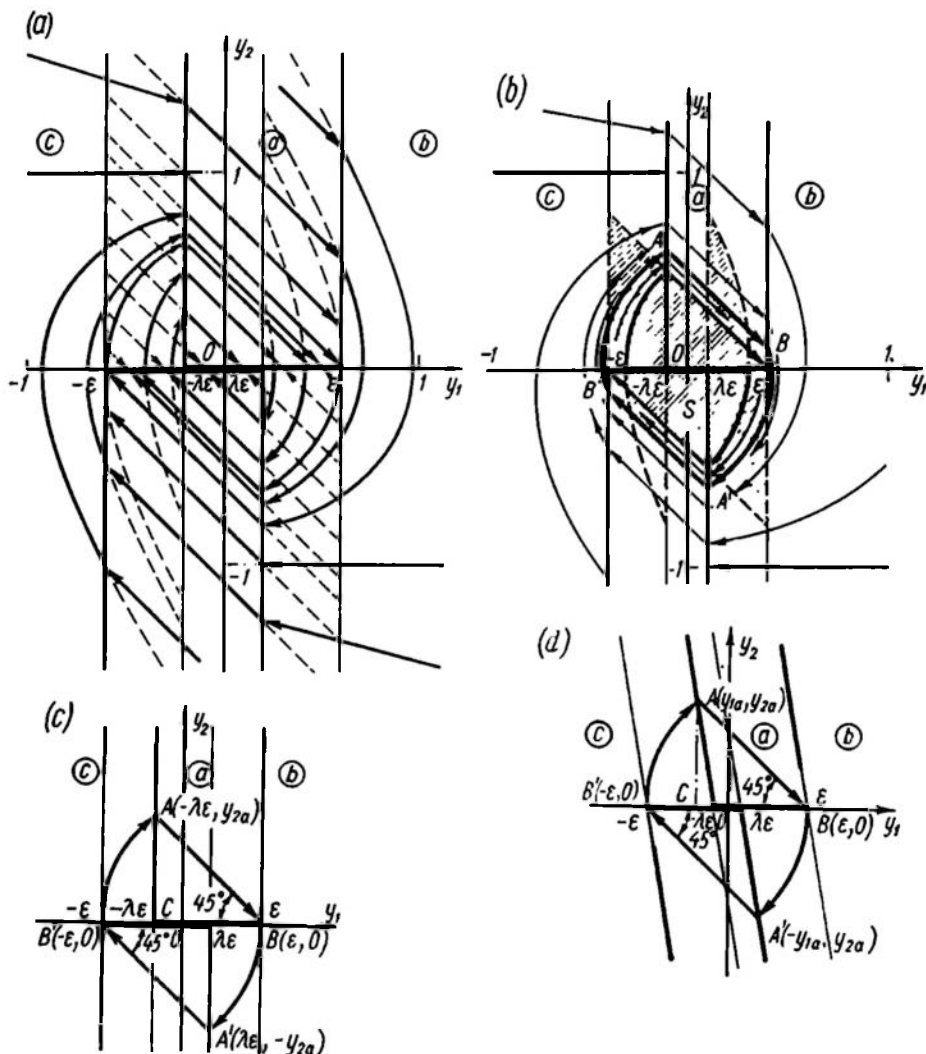 (a)
y₂
ⓒ
ⓐ
ⓑ
1
0
-1
-ε
-λε
λε
ε
1
y₁
-1
(b)
y₂
ⓒ
ⓐ
ⓑ
1
A
B
-1
-ε
-λε
0
λε
ε
1
y₁
B'
S
A'
-1
(c)
y₂
ⓒ
ⓐ
ⓑ
A(-λε, y₂ₐ)
45°
-ε
-λε
C
ε
y₁
B'(-ε,0)
45°
0
λε
B(ε,0)
A'(λε, -y₂ₐ)
(d)
y₂
A(y₁ₐ, y₂ₐ)
ⓒ
ⓐ
ⓑ
45°
B'(-ε,0)
C
ε
-ε
-λε
0
λε
B(ε,0)
y₁
45°
A'(-y₁ₐ, -y₂ₐ)